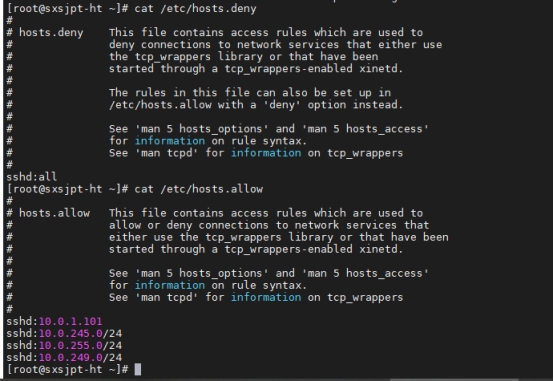 [root@sxsjpt-ht ~]# cat /etc/hosts.deny
#
# hosts.deny    This file contains access rules which are used to
#               deny connections to network services that either use
#               the tcp_wrappers library or that have been
#               started through a tcp_wrappers-enabled xinetd.
#
#               The rules in this file can also be set up in
#               /etc/hosts.allow with a 'deny' option instead.
#
#               See 'man 5 hosts_options' and 'man 5 hosts_access'
#               for information on rule syntax.
#               See 'man tcpd' for information on tcp_wrappers
#
sshd:all
[root@sxsjpt-ht ~]# cat /etc/hosts.allow
#
# hosts.allow   This file contains access rules which are used to
#               allow or deny connections to network services that
#               either use the tcp_wrappers library or that have been
#               started through a tcp_wrappers-enabled xinetd.
#
#               See 'man 5 hosts_options' and 'man 5 hosts_access'
#               for information on rule syntax.
#               See 'man tcpd' for information on tcp_wrappers
#
sshd:10.0.1.101
sshd:10.0.245.0/24
sshd:10.0.255.0/24
sshd:10.0.249.0/24
[root@sxsjpt-ht ~]#